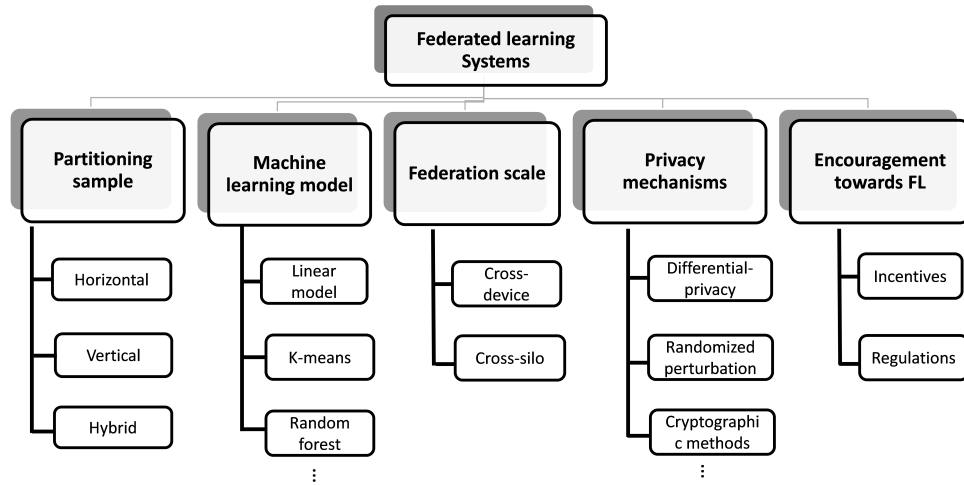 Federated learning
Systems
Partitioning
sample
Machine
learning model
Federation scale
Privacy
mechanisms
Encouragement
towards FL
Horizontal
Vertical
Hybrid
Linear
model
K-means
Random
forest
⋮
Cross-
device
Cross-silo
Differential-
privacy
Randomized
perturbation
Cryptographi
c methods
⋮
Incentives
Regulations